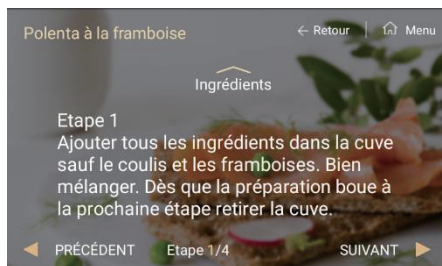 Polenta à la framboise
← Retour | Menu
Ingrédients
Etape 1
Ajouter tous les ingrédients dans la cuve
sauf le coulis et les framboises. Bien
mélanger. Dès que la préparation boue à
la prochaine étape retirer la cuve.
PRÉCÉDENT Etape 1/4 SUIVANT